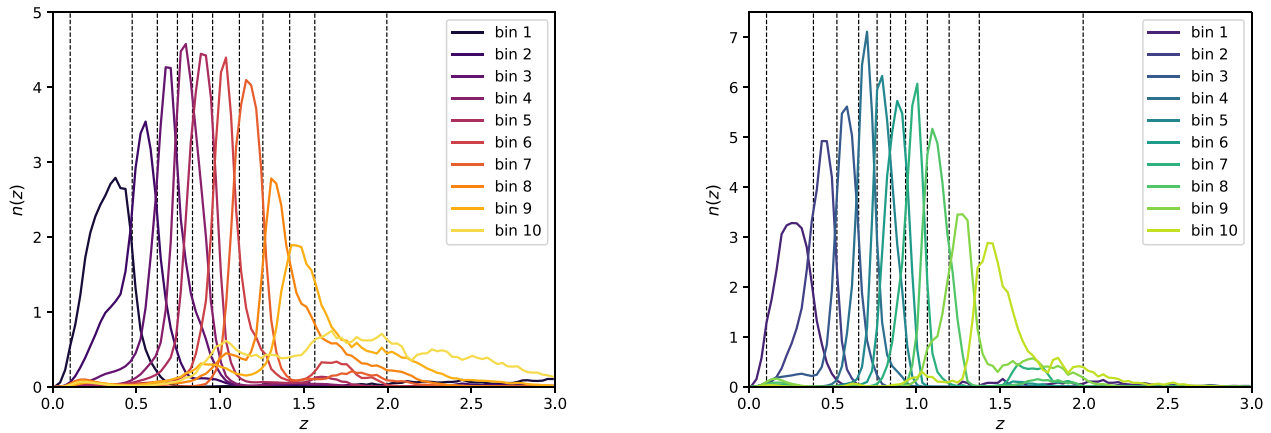 5
4
3
2
1
0
n(z)
0.0 0.5 1.0 1.5 2.0 2.5 3.0
z
bin 1
bin 2
bin 3
bin 4
bin 5
bin 6
bin 7
bin 8
bin 9
bin 10
7
6
5
4
3
2
1
0
n(z)
0.0 0.5 1.0 1.5 2.0 2.5 3.0
z
bin 1
bin 2
bin 3
bin 4
bin 5
bin 6
bin 7
bin 8
bin 9
bin 10